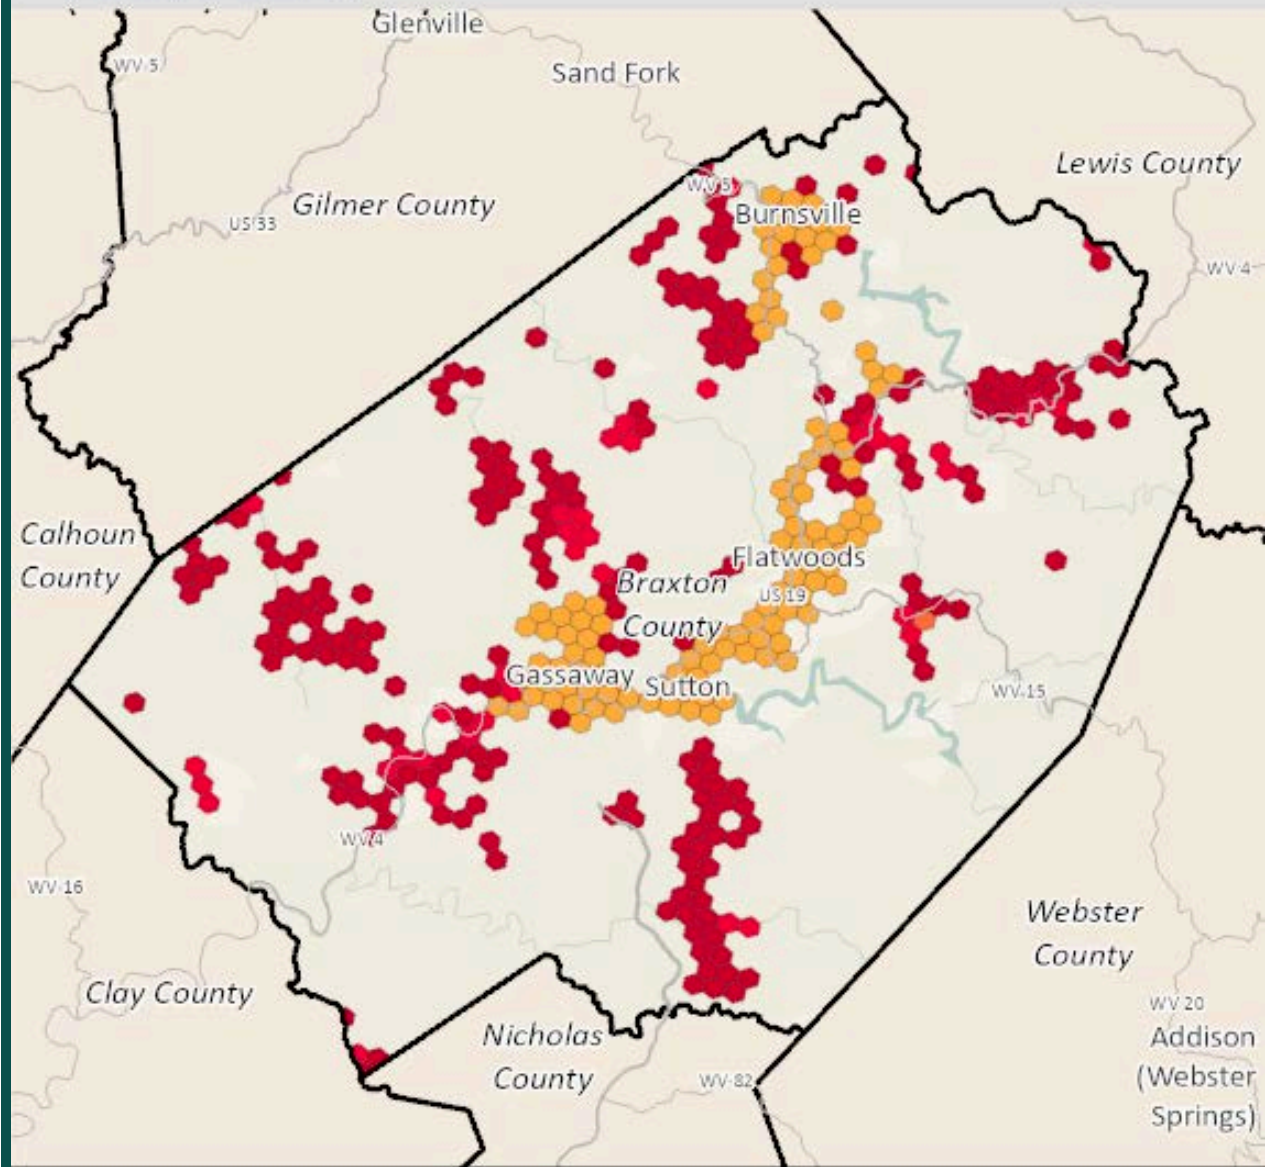 Glenville
WV-5
Sand Fork
Lewis County
WV-5
Gilmer County
Burnsville
US 33
WV-4
Calhoun
County
Flatwoods
Braxton
County
US 19
Gassaway
Sutton
WV-15
WV-4
WV-16
Webster
County
Clay County
WV 20
Nicholas
County
Addison
(Webster
Springs)
WV-82